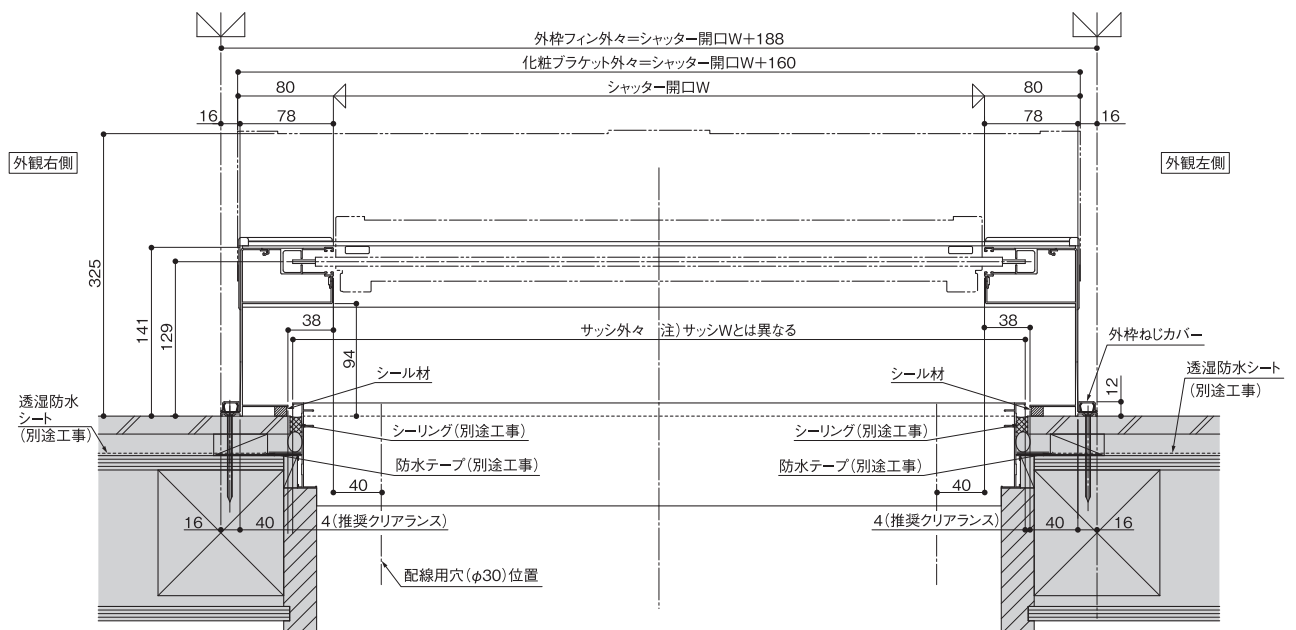 外枠フィン外々＝シャッター開口W＋188
化粧ブラケット外々＝シャッター開口W＋160
80
シャッター開口W
80
16
78
78
16
外観右側
外観左側
325
141
129
94
38
サッシ外々　注）サッシWとは異なる
38
外枠ねじカバー
12
透湿防水シート
（別途工事）
透湿防水
シート
（別途工事）
シール材
シール材
シーリング（別途工事）
シーリング（別途工事）
防水テープ（別途工事）
防水テープ（別途工事）
40
40
16
40
4（推奨クリアランス）
4（推奨クリアランス）
40
16
配線用穴（φ30）位置